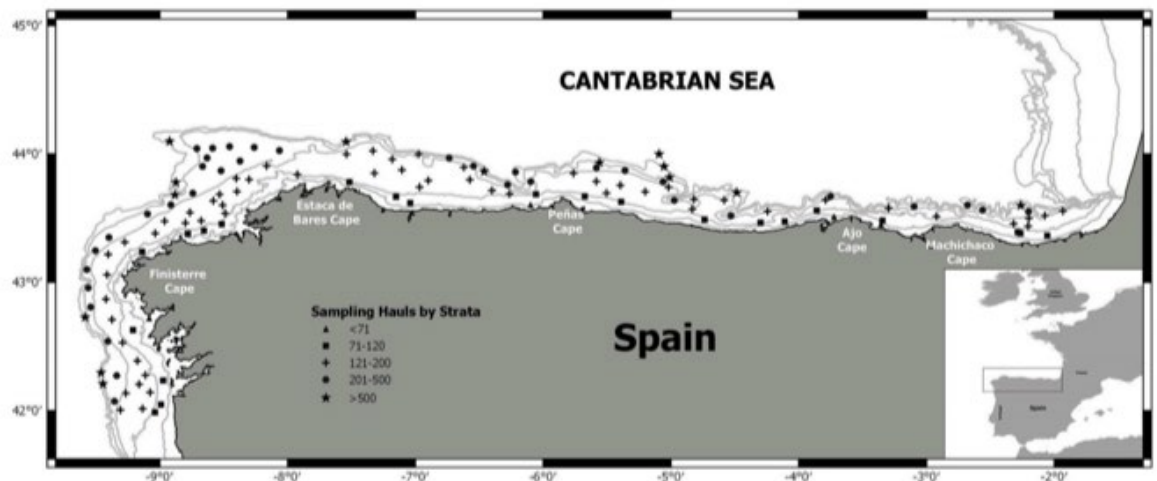 45°0'
CANTABRIAN SEA
44°0'
Estaca de
Bares Cape
Peñas
Cape
Ajo
Cape
Machichaco
Cape
43°0'
Finisterre
Cape
Sampling Hauls by Strata
<71
71-120
121-200
201-500
>500
Spain
Spain
42°0'
-9°0'
-8°0'
-7°0'
-6°0'
-5°0'
-4°0'
-3°0'
-2°0'